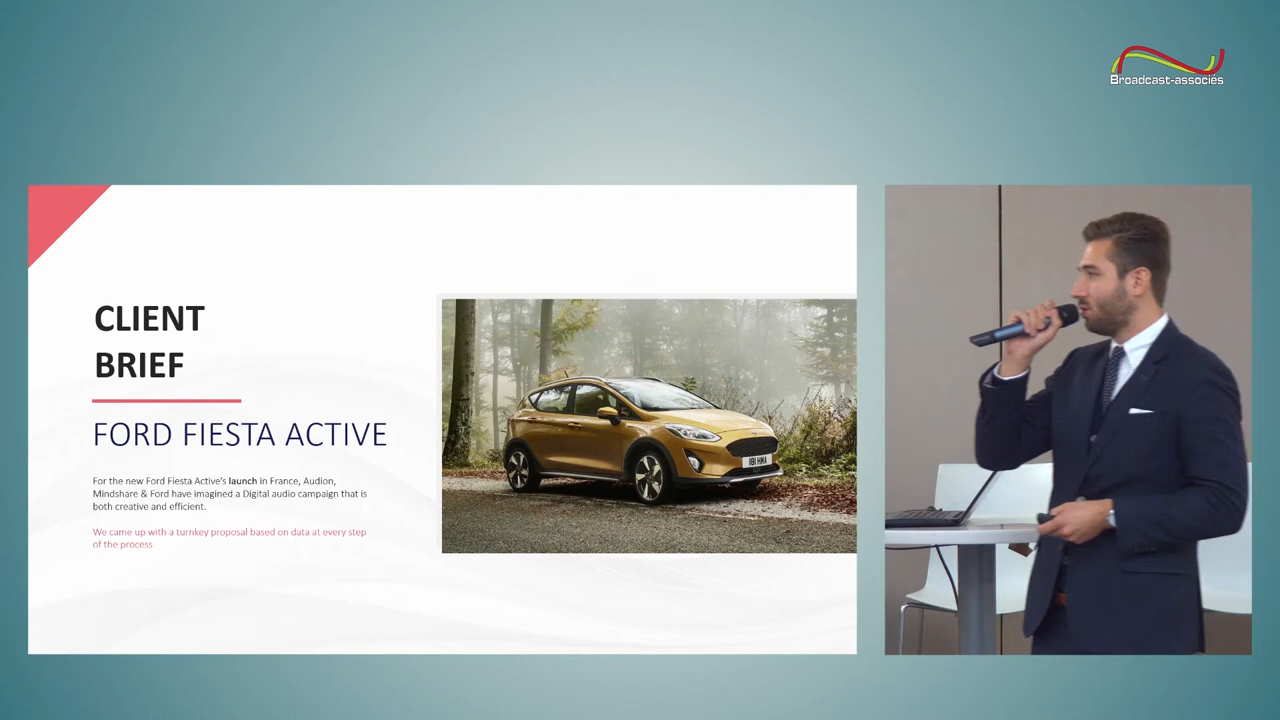 Broadcast-associés
CLIENT
BRIEF
FORD FIESTA ACTIVE
For the new Ford Fiesta Active's launch in France, Audion,
Mindshare & Ford have imagined a Digital audio campaign that is
both creative and efficient.
We came up with a turnkey proposal based on data at every step
of the process
IBI HMA